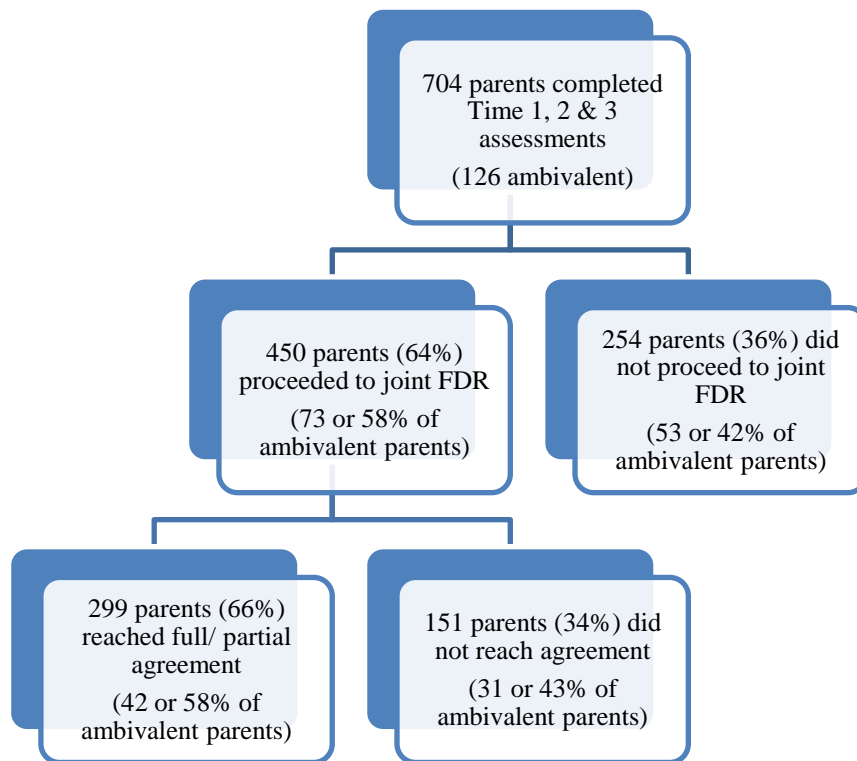 704 parents completed
Time 1, 2 & 3
assessments
(126 ambivalent)
450 parents (64%)
proceeded to joint FDR
(73 or 58% of
ambivalent parents)
254 parents (36%) did
not proceed to joint
FDR
(53 or 42% of
ambivalent parents)
299 parents (66%)
reached full/ partial
agreement
(42 or 58% of
ambivalent parents)
151 parents (34%) did
not reach agreement
(31 or 43% of
ambivalent parents)